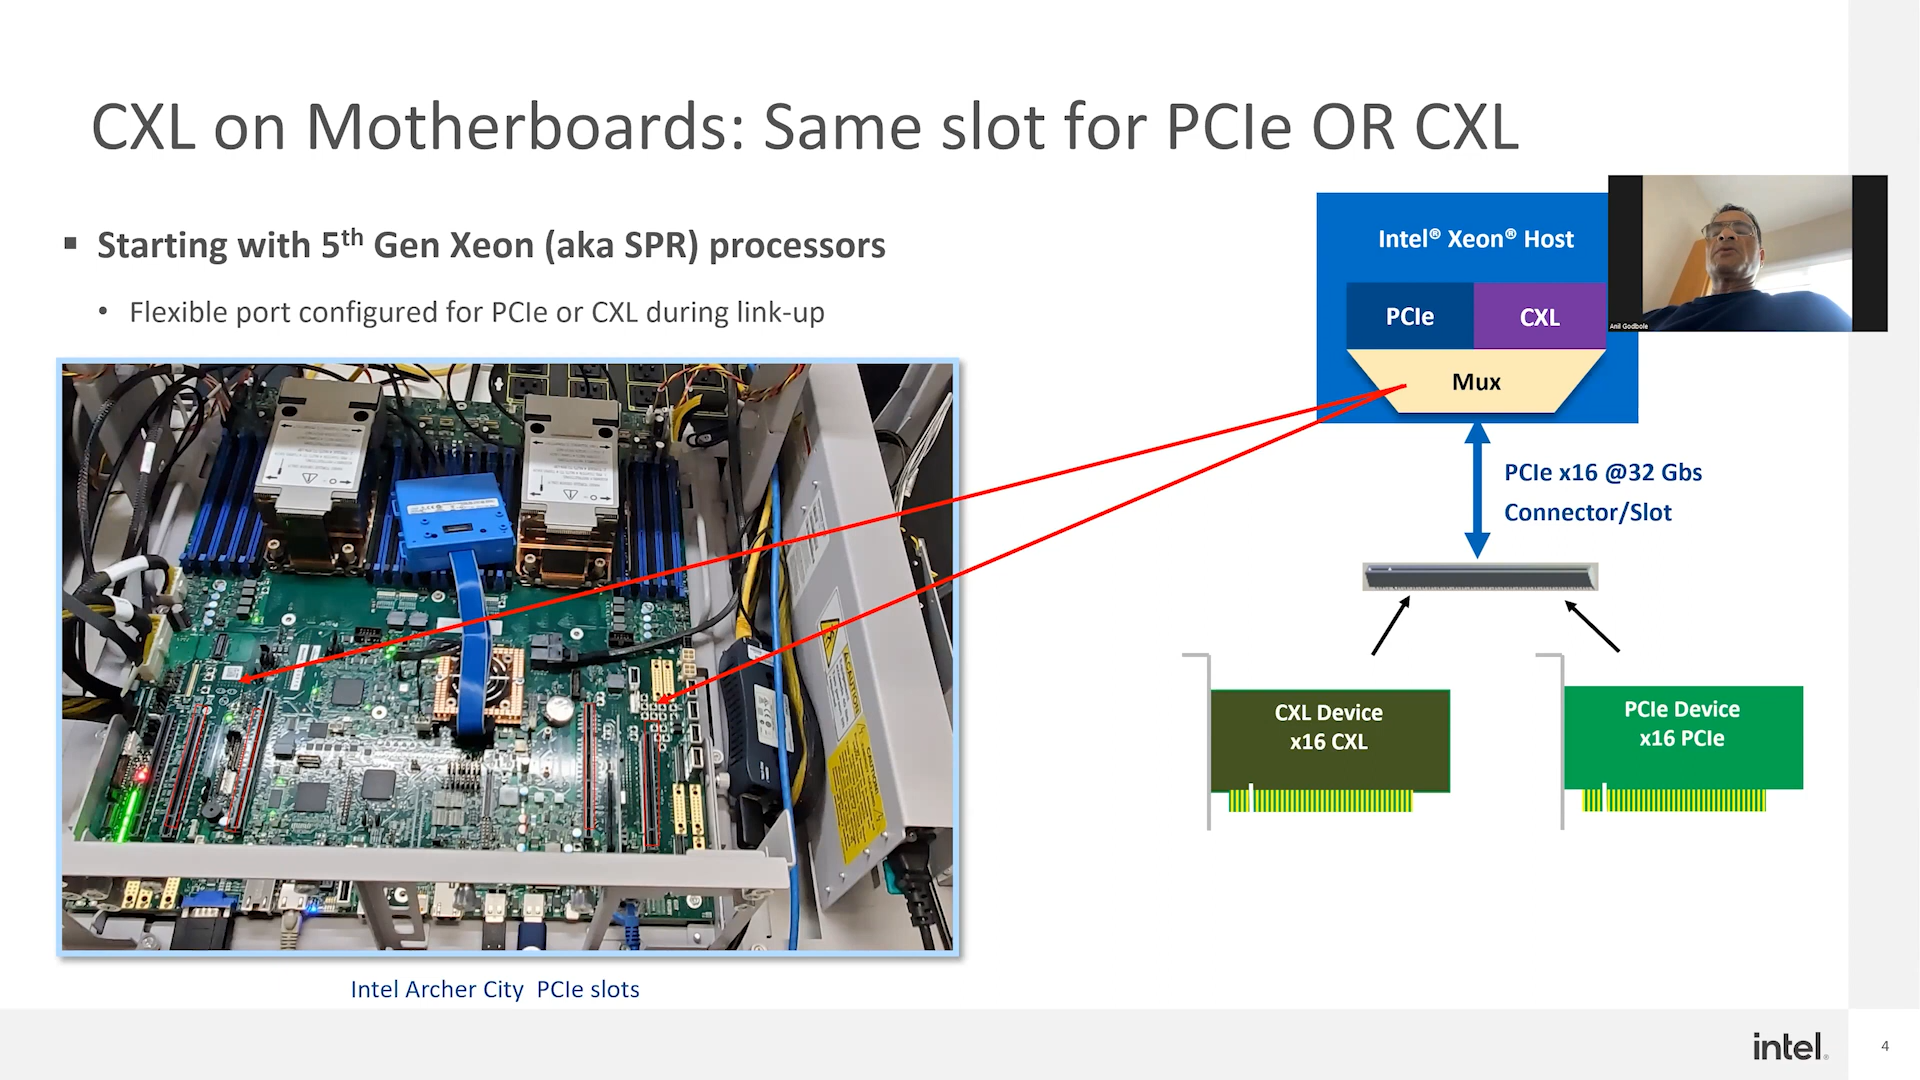 CXL on Motherboards: Same slot for PCIe OR CXL
▪ Starting with 5th Gen Xeon (aka SPR) processors
• Flexible port configured for PCIe or CXL during link-up
Intel® Xeon® Host
PCIe
CXL
Mux
Anil Godbole
PCIe x16 @32 Gbs
Connector/Slot
CXL Device
x16 CXL
PCIe Device
x16 PCIe
CAUTION
Intel Archer City PCIe slots
intel
4